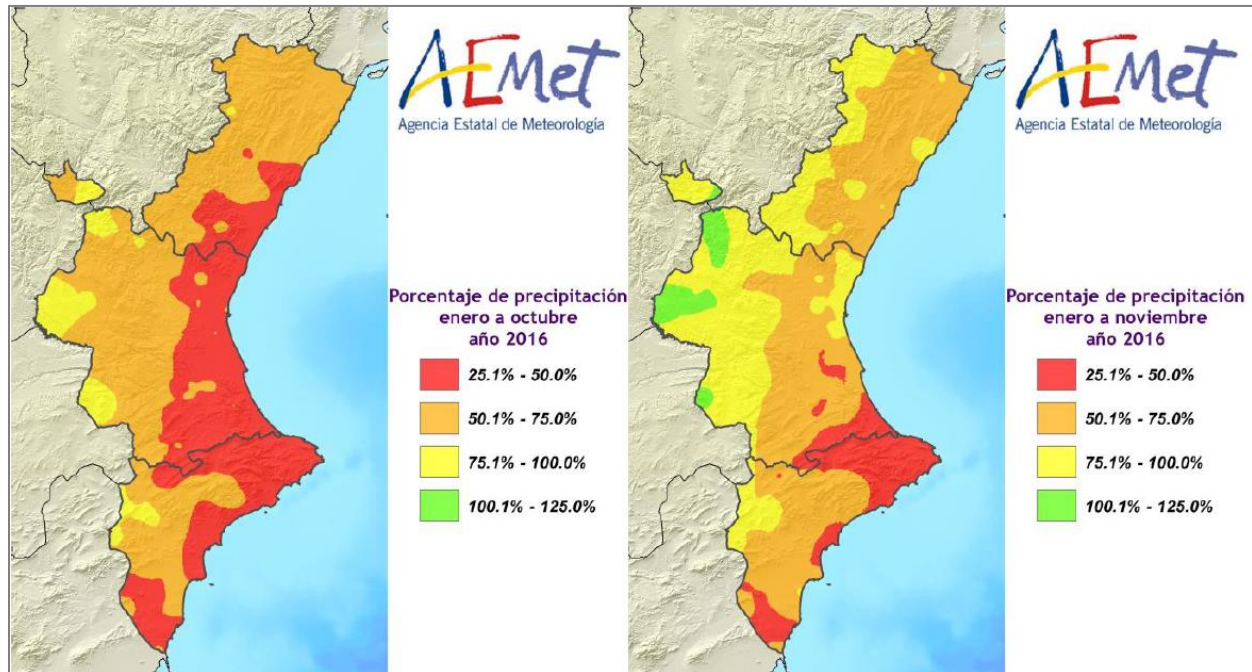 AEMet
Agencia Estatal de Meteorología
Porcentaje de precipitación
enero a octubre
año 2016
25.1% - 50.0%
50.1% - 75.0%
75.1% - 100.0%
100.1% - 125.0%
AEMet
Agencia Estatal de Meteorología
Porcentaje de precipitación
enero a noviembre
año 2016
25.1% - 50.0%
50.1% - 75.0%
75.1% - 100.0%
100.1% - 125.0%